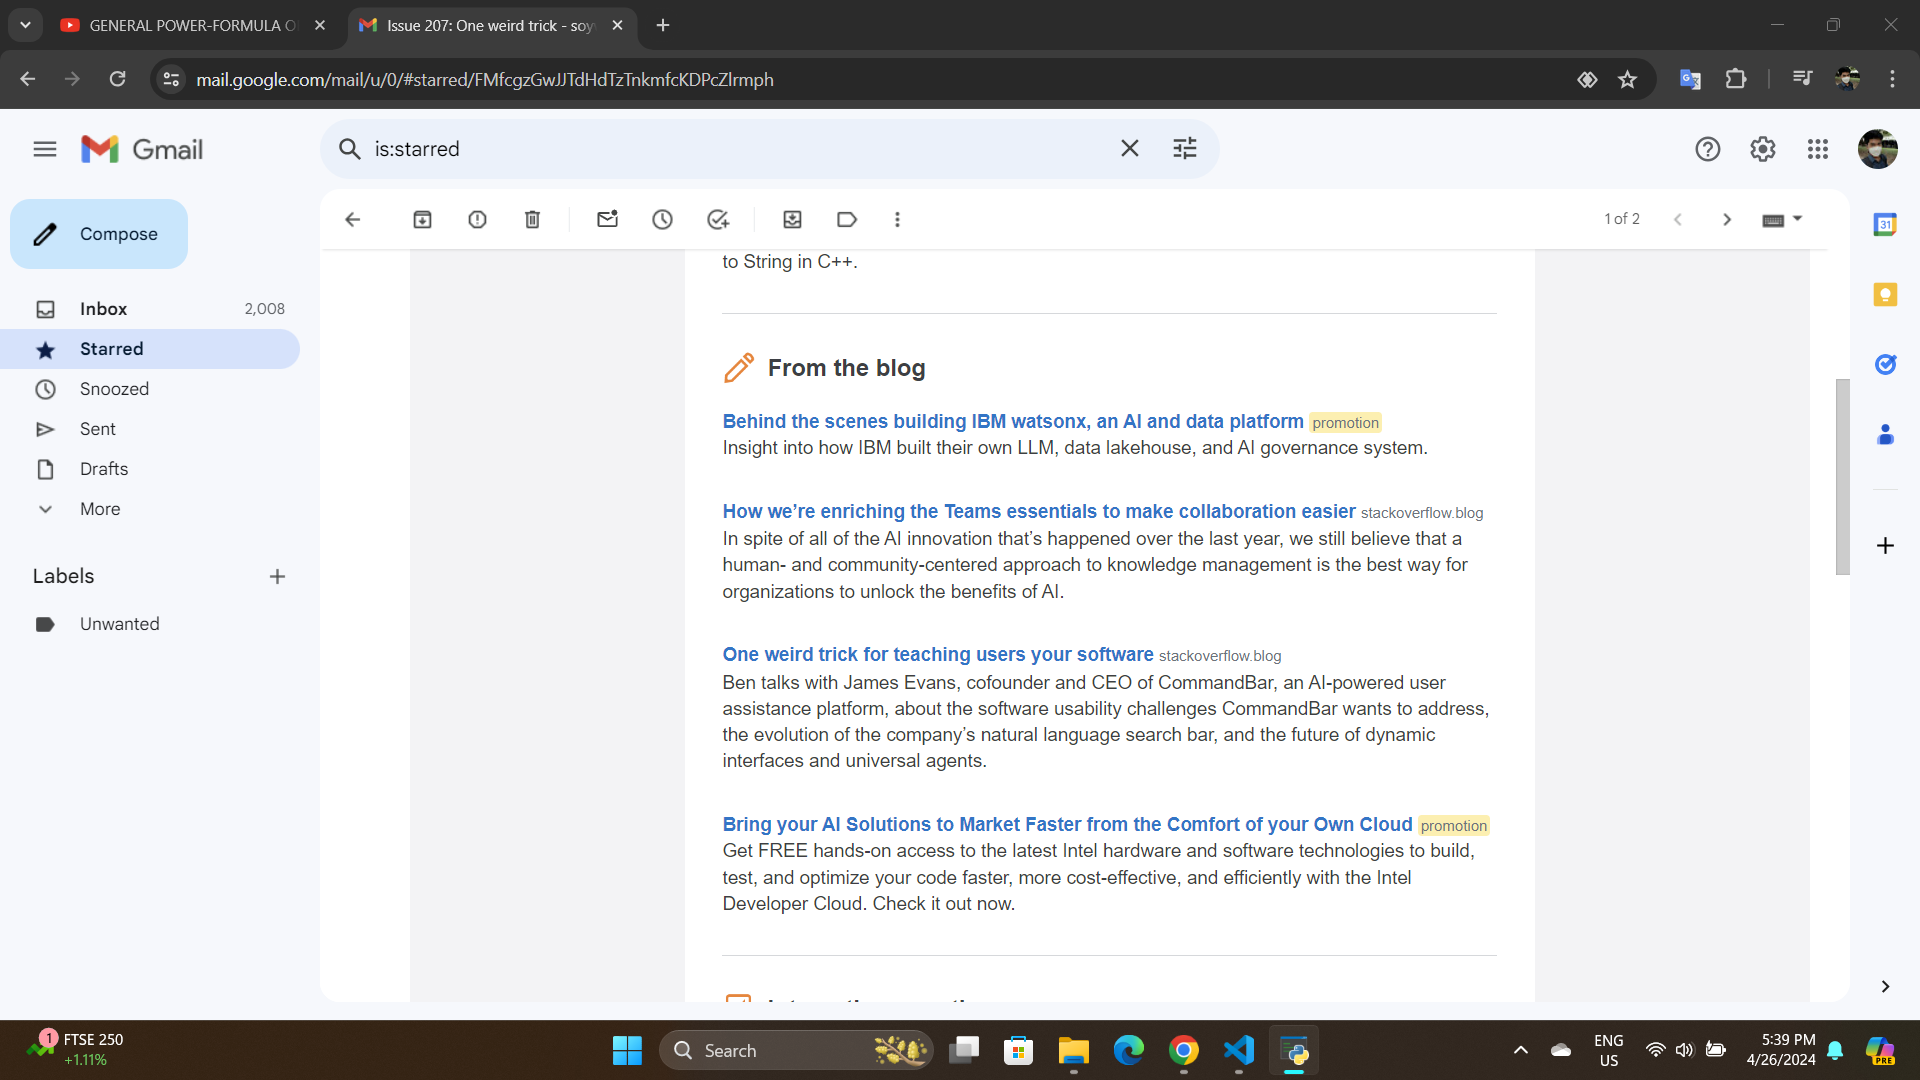 GENERAL POWER-FORMULA O
Issue 207: One weird trick - soy
mail.google.com/mail/u/0/#starred/FMfcgzGwJJTdHdTzTnkmfcKDPcZlrmph
Gmail
is:starred
Compose
1 of 2
Inbox 2,008
Starred
Snoozed
Sent
Drafts
More
Labels
Unwanted
to String in C++.
From the blog
Behind the scenes building IBM watsonx, an AI and data platform promotion
Insight into how IBM built their own LLM, data lakehouse, and AI governance system.
How we’re enriching the Teams essentials to make collaboration easier stackoverflow.blog
In spite of all of the AI innovation that’s happened over the last year, we still believe that a
human- and community-centered approach to knowledge management is the best way for
organizations to unlock the benefits of AI.
One weird trick for teaching users your software stackoverflow.blog
Ben talks with James Evans, cofounder and CEO of CommandBar, an AI-powered user
assistance platform, about the software usability challenges CommandBar wants to address,
the evolution of the company’s natural language search bar, and the future of dynamic
interfaces and universal agents.
Bring your AI Solutions to Market Faster from the Comfort of your Own Cloud promotion
Get FREE hands-on access to the latest Intel hardware and software technologies to build,
test, and optimize your code faster, more cost-effective, and efficiently with the Intel
Developer Cloud. Check it out now.
31
1
FTSE 250
+1.11%
Search
ENG
US
5:39 PM
4/26/2024
PRE